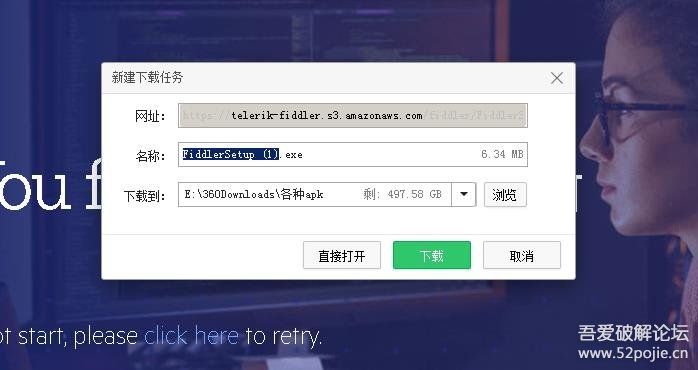 新建下载任务
网址： https://telerik-fiddler.s3.amazonaws.com/fiddler/FiddlerS
名称： FiddlerSetup (1).exe 6.34 MB
下载到： E:\360Downloads\各种apk 剩: 497.58 GB 浏览
You f
直接打开 下载 取消
ot start, please click here to retry.
吾爱破解论坛
www.52pojie.cn